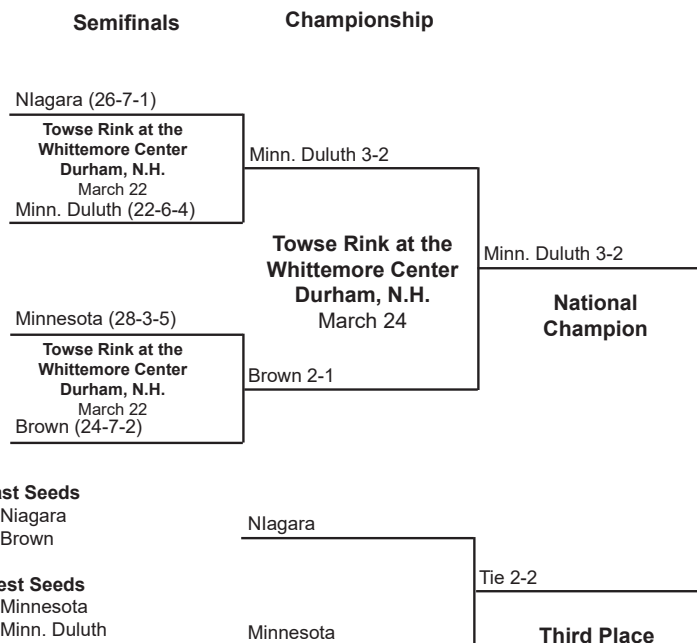 Semifinals
Championship
NIagara (26-7-1)
Towse Rink at the
Whittemore Center
Durham, N.H.
March 22
Minn. Duluth (22-6-4)
Minn. Duluth 3-2
Towse Rink at the
Whittemore Center
Durham, N.H.
March 24
Minn. Duluth 3-2
National
Champion
Minnesota (28-3-5)
Towse Rink at the
Whittemore Center
Durham, N.H.
March 22
Brown (24-7-2)
Brown 2-1
ast Seeds
Niagara
Brown
est Seeds
Minnesota
Minn. Duluth
NIagara
Minnesota
Tie 2-2
Third Place